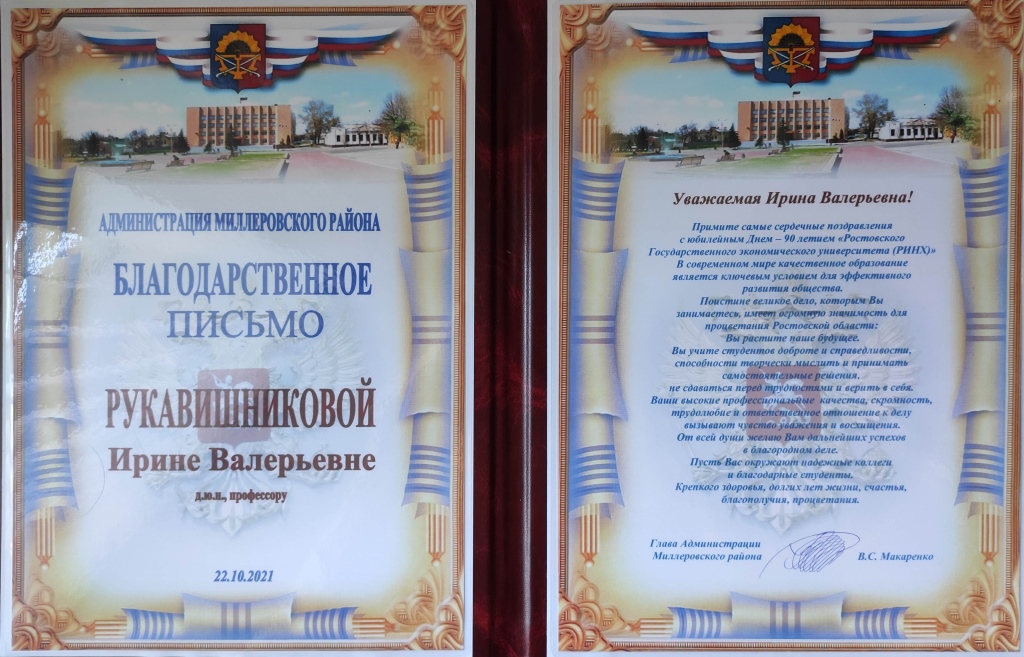 АДМИНИСТРАЦИЯ МИЛЛЕРОВСКОГО РАЙОНА
БЛАГОДАРСТВЕННОЕ
ПИСЬМО
РУКАВИШНИКОВОЙ
Ирине Валерьевне
д.ю.н., профессору
22.10.2021
Уважаемая Ирина Валерьевна!
Примите самые сердечные поздравления
с юбилейным Днем – 90 летием «Ростовского
Государственного экономического университета (РИНХ)»
В современном мире качественное образование
является ключевым условием для эффективного
развития общества.
Поистине великое дело, которым Вы
занимаетесь, имеет огромную значимость для
процветания Ростовской области:
Вы растите наше будущее.
Вы учите студентов доброте и справедливости,
способности творчески мыслить и принимать
самостоятельные решения,
не сдаваться перед трудностями и верить в себя.
Ваши высокие профессиональные качества, скромность,
трудолюбие и ответственное отношение к делу
вызывают чувство уважения и восхищения.
От всей души желаю Вам дальнейших успехов
в благородном деле.
Пусть Вас окружают надежные коллеги
и благодарные студенты.
Крепкого здоровья, долгих лет жизни, счастья,
благополучия, процветания.
Глава Администрации
Миллеровского района В.С. Макаренко